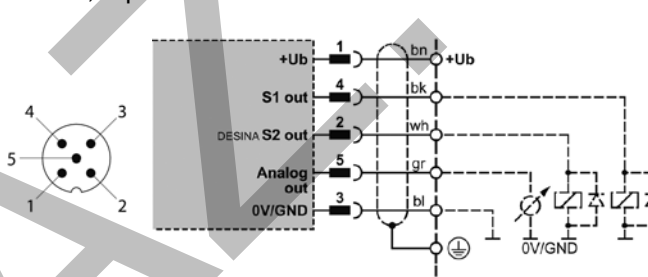 +Ub 1 bn +Ub
S1 out 4 bk
DESINA S2 out 2 wh
Analog out 5 gr
0V/GND 3 bl
4 3
5
1 2
0V/GND